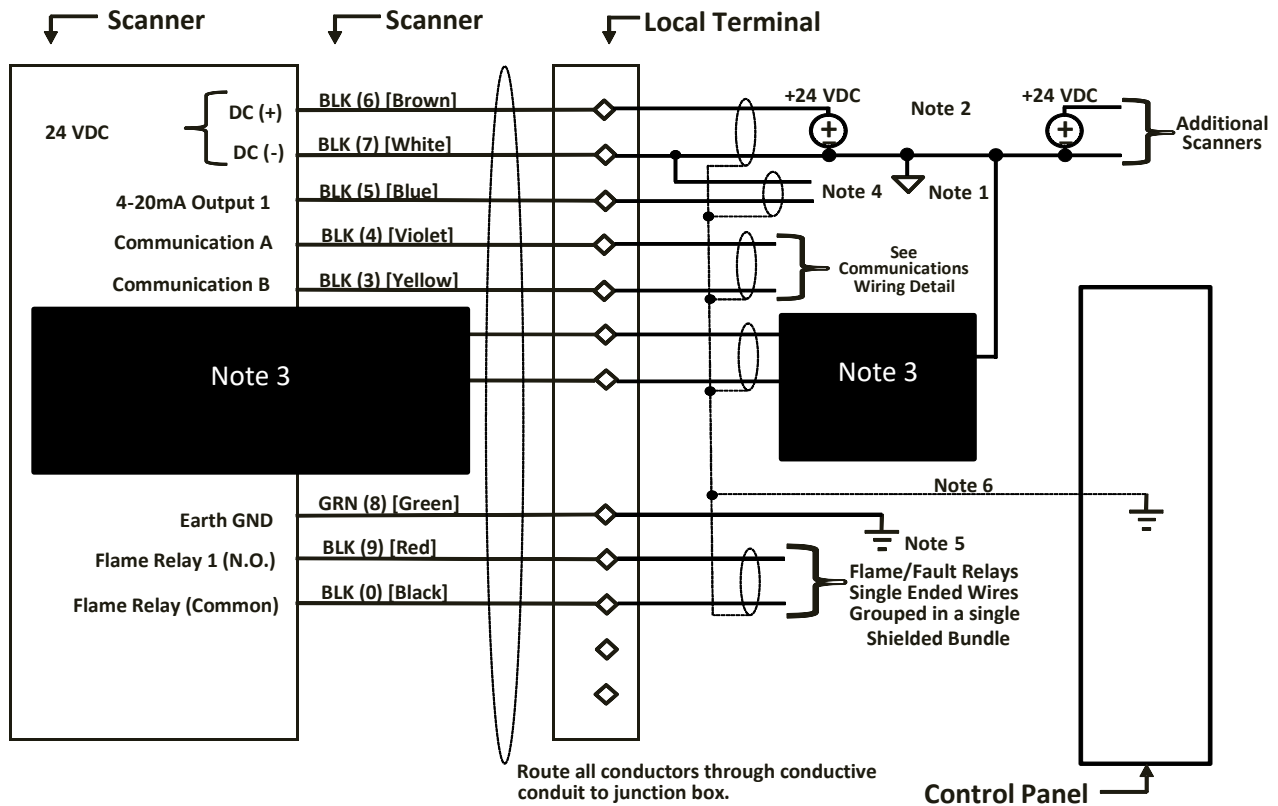 Scanner
Scanner
Local Terminal
24 VDC
DC (+)
BLK (6) [Brown]
+24 VDC
Note 2
+24 VDC
DC (-)
BLK (7) [White]
Additional
Scanners
4-20mA Output 1
BLK (5) [Blue]
Note 4
Note 1
Communication A
BLK (4) [Violet]
See
Communications
Wiring Detail
Communication B
BLK (3) [Yellow]
Note 3
Note 3
Note 6
Earth GND
GRN (8) [Green]
Note 5
Flame Relay 1 (N.O.)
BLK (9) [Red]
Flame/Fault Relays
Single Ended Wires
Grouped in a single
Shielded Bundle
Flame Relay (Common)
BLK (0) [Black]
Route all conductors through conductive
conduit to junction box.
Control Panel